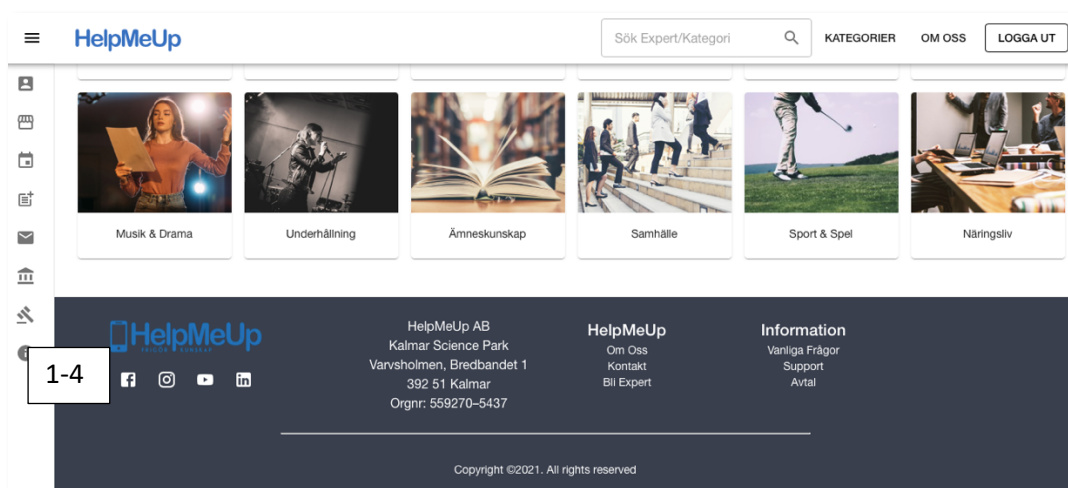 HelpMeUp
Sök Expert/Kategori
KATEGORIER
OM OSS
LOGGA UT
Musik & Drama
Underhållning
Ämneskunskap
Samhälle
Sport & Spel
Näringsliv
1-4
HelpMeUp
HelpMeUp AB
Kalmar Science Park
Varvsholmen, Bredbandet 1
392 51 Kalmar
Orgnr: 559270–5437
HelpMeUp
Om Oss
Kontakt
Bli Expert
Information
Vanliga Frågor
Support
Avtal
Copyright ©2021. All rights reserved